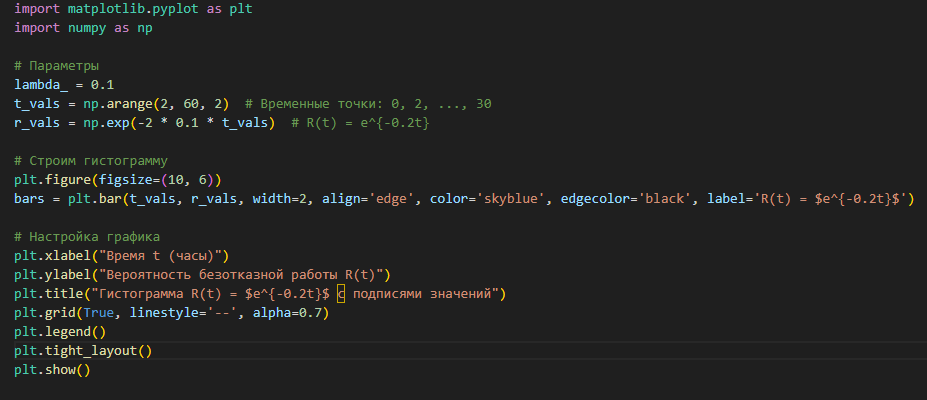 import matplotlib.pyplot as plt
import numpy as np
# Параметры
lambda_ = 0.1
t_vals = np.arange(2, 60, 2)  # Временные точки: 0, 2, ..., 30
r_vals = np.exp(-2 * 0.1 * t_vals)  # R(t) = e^{-0.2t}
# Строим гистограмму
plt.figure(figsize=(10, 6))
bars = plt.bar(t_vals, r_vals, width=2, align='edge', color='skyblue', edgecolor='black', label='R(t) = $e^{-0.2t}$')
# Настройка графика
plt.xlabel("Время t (часы)")
plt.ylabel("Вероятность безотказной работы R(t)")
plt.title("Гистограмма R(t) = $e^{-0.2t}$ с подписями значений")
plt.grid(True, linestyle='--', alpha=0.7)
plt.legend()
plt.tight_layout()
plt.show()